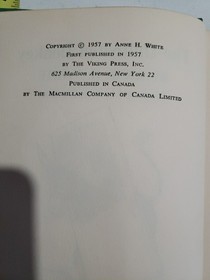 Copyright © 1957 by Anne H. White
First published in 1957
by The Viking Press, Inc.
625 Madison Avenue, New York 22
Published in Canada
by The Macmillan Company of Canada Limited